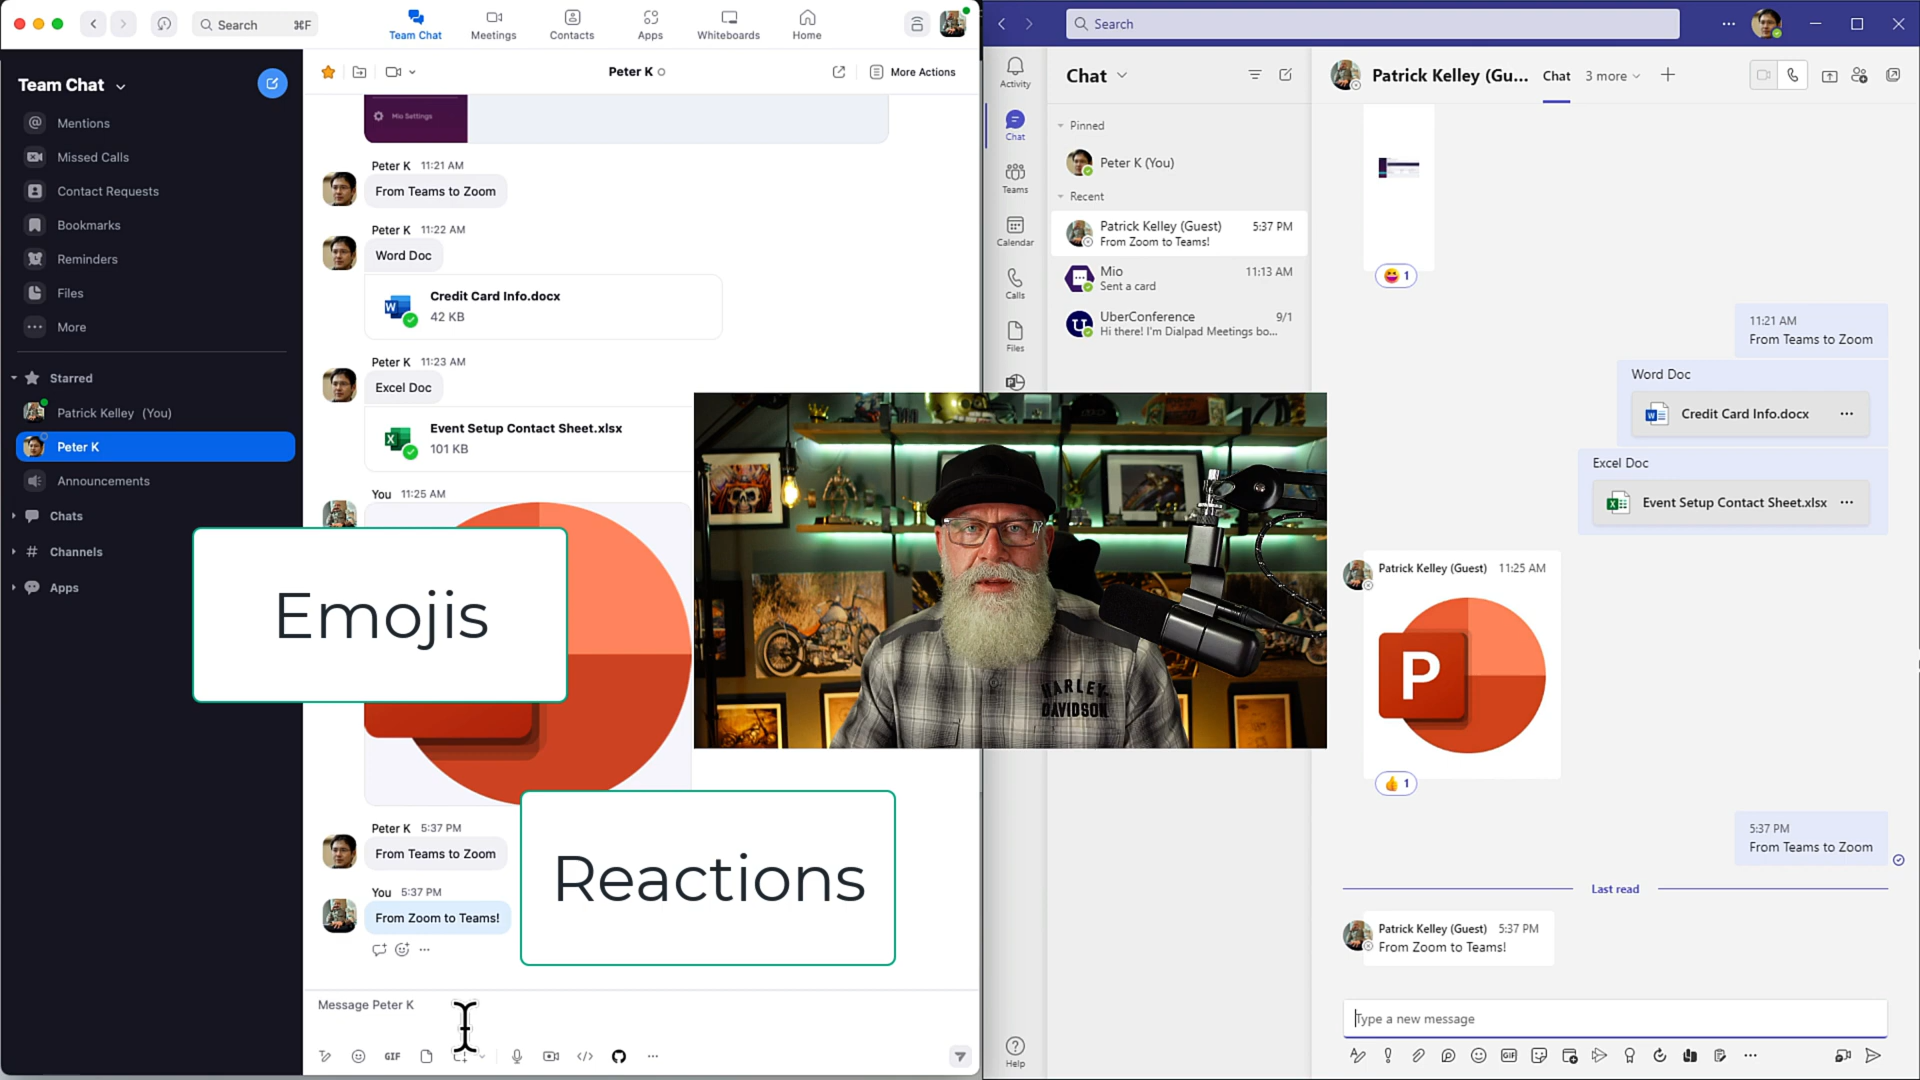 Search
⌘F
Team Chat
Meetings
Contacts
Apps
Whiteboards
Home
Team Chat
Mentions
Missed Calls
Contact Requests
Bookmarks
Reminders
Files
More
Starred
Patrick Kelley (You)
Peter K
Announcements
Chats
Channels
Apps
Peter K
More Actions
Mio Settings
Peter K 11:21 AM
From Teams to Zoom
Peter K 11:22 AM
Word Doc
Credit Card Info.docx
42 KB
Peter K 11:23 AM
Excel Doc
Event Setup Contact Sheet.xlsx
101 KB
You 11:25 AM
Emojis
Reactions
HARLEY-
DAVIDSON
Peter K 5:37 PM
From Teams to Zoom
You 5:37 PM
From Zoom to Teams!
Message Peter K
GIF
Search
Activity
Chat
Teams
Calendar
Calls
Files
Help
Chat
Pinned
Peter K (You)
Recent
Patrick Kelley (Guest) 5:37 PM
From Zoom to Teams!
Mio 11:13 AM
Sent a card
UberConference 9/1
Hi there! I'm Dialpad Meetings bo...
Patrick Kelley (Gu... Chat 3 more
1
11:21 AM
From Teams to Zoom
Word Doc
Credit Card Info.docx
Excel Doc
Event Setup Contact Sheet.xlsx
Patrick Kelley (Guest) 11:25 AM
P
1
5:37 PM
From Teams to Zoom
Last read
Patrick Kelley (Guest) 5:37 PM
From Zoom to Teams!
Type a new message
GIF